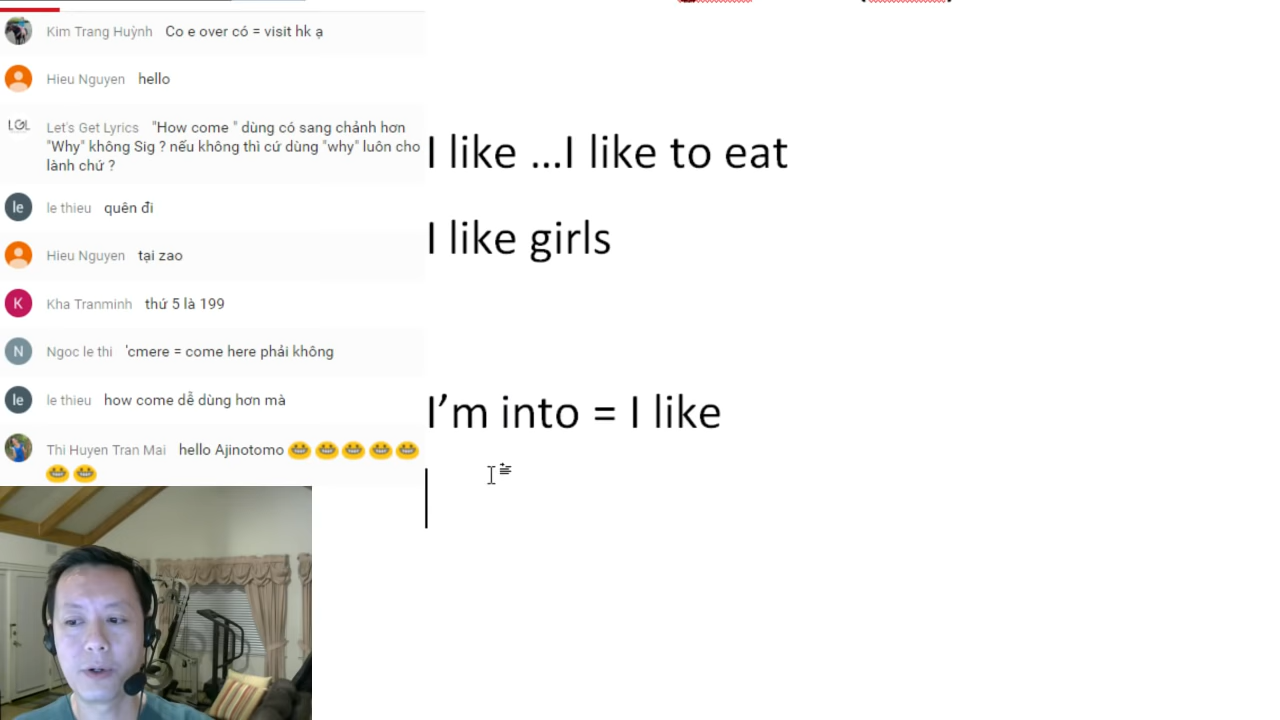 Kim Trang Huỳnh Co e over có = visit hk ạ
Hieu Nguyen hello
LGL Let's Get Lyrics "How come " dùng có sang chảnh hơn
"Why" không Sig ? nếu không thì cứ dùng "why" luôn cho
lành chứ ?
le le thieu quên đi
Hieu Nguyen tại zao
K Kha Tranminh thứ 5 là 199
N Ngoc le thi 'cmere = come here phải không
le le thieu how come dễ dùng hơn mà
Thi Huyen Tran Mai hello Ajinotomo
I like ...I like to eat
I like girls
I'm into = I like